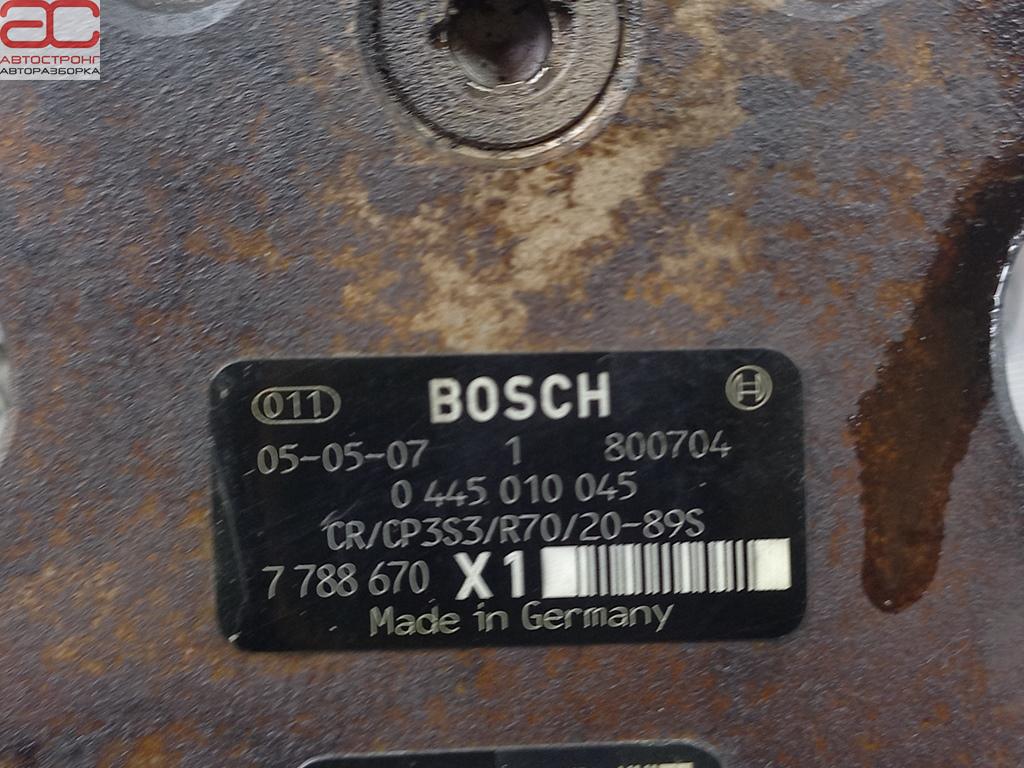 ас
АВТОСТРОНГ
АВТОРАЗБОРКА
011 BOSCH
05-05-07 1 800704
0 445 010 045
CR/CP3S3/R70/20-89S
7 788 670 X1
Made in Germany